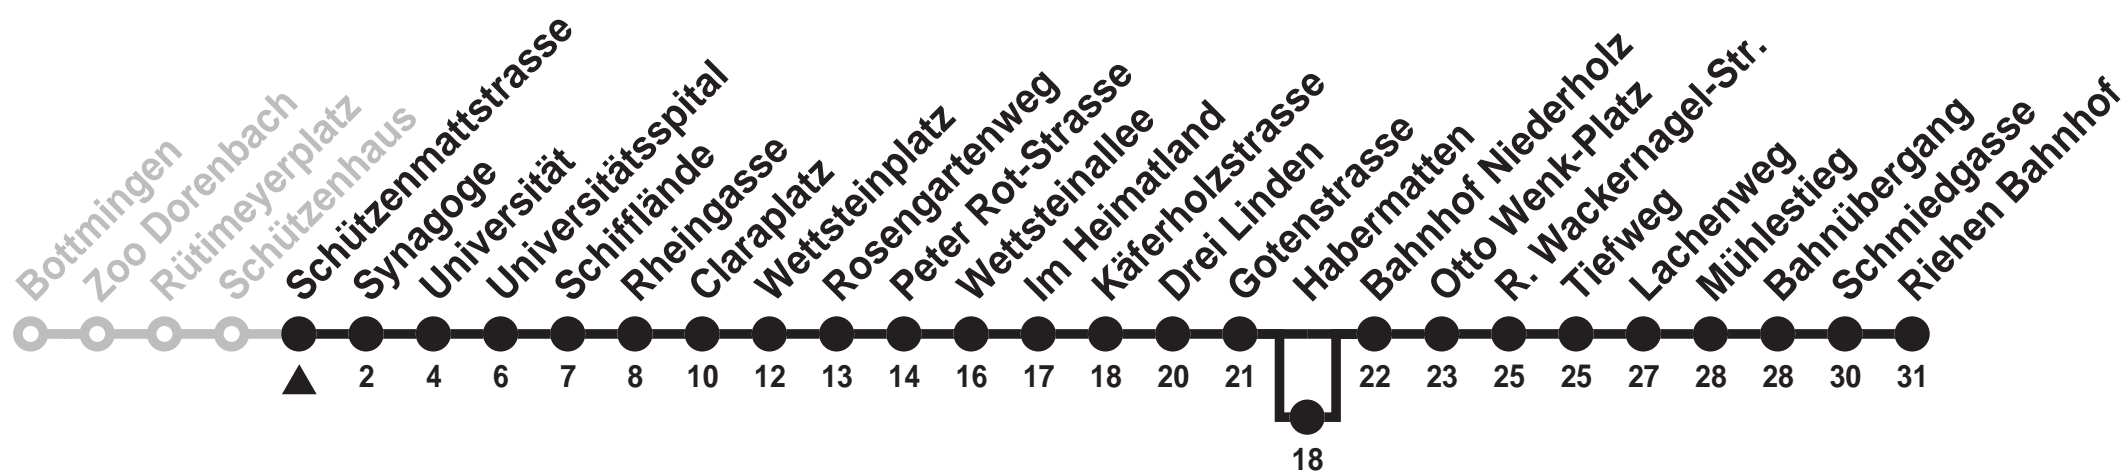 Bottmingen
Zoo Dorenbach
Rütimeyerplatz
Schützenhaus
Schützenmattstrasse
Synagoge
Universität
Universitätsspital
Schifflände
Rheingasse
Claraplatz
Wettsteinplatz
Rosengartenweg
Peter Rot-Strasse
Wettsteinallee
Im Heimatland
Käferholzstrasse
Drei Linden
Gotenstrasse
Habermatten
Bahnhof Niederholz
Otto Wenk-Platz
R. Wackernagel-Str.
Tiefweg
Lachenweg
Mühlestieg
Bahnübergang
Schmiedgasse
Riehen Bahnhof
2 4 6 7 8 10 12 13 14 16 17 18 20 21 22 23 25 25 27 28 28 30 31
18